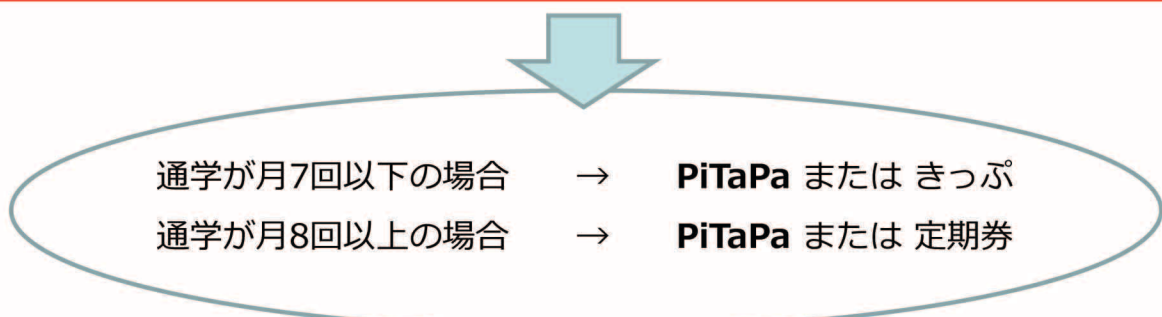 通学が月7回以下の場合 → PiTaPa または きっぷ
通学が月8回以上の場合 → PiTaPa または 定期券